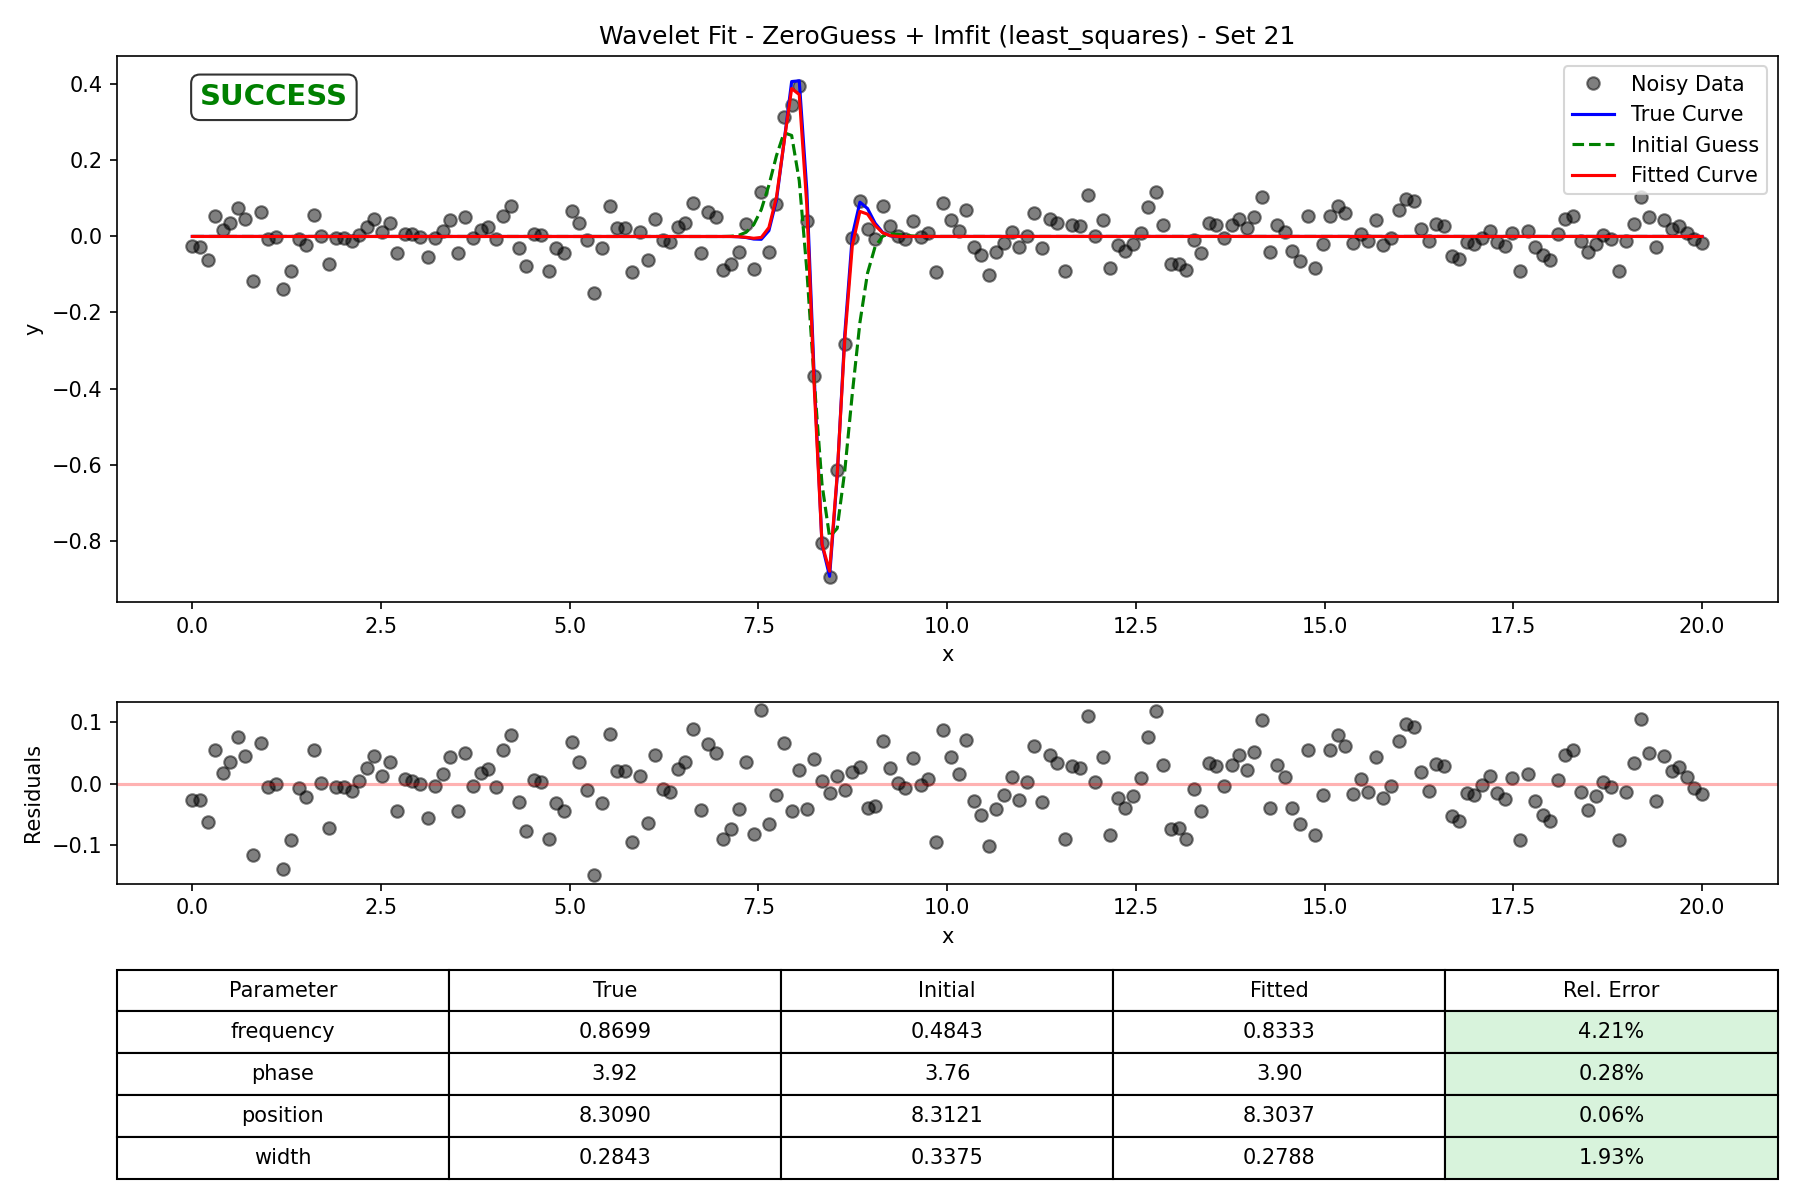 Wavelet Fit - ZeroGuess + lmfit (least_squares) - Set 21
SUCCESS
Noisy Data
True Curve
Initial Guess
Fitted Curve
0.4
0.2
0.0
−0.2
−0.4
−0.6
−0.8
y
0.0 2.5 5.0 7.5 10.0 12.5 15.0 17.5 20.0
x
0.1
0.0
−0.1
Residuals
0.0 2.5 5.0 7.5 10.0 12.5 15.0 17.5 20.0
x
Parameter True Initial Fitted Rel. Error
frequency 0.8699 0.4843 0.8333 4.21%
phase 3.92 3.76 3.90 0.28%
position 8.3090 8.3121 8.3037 0.06%
width 0.2843 0.3375 0.2788 1.93%